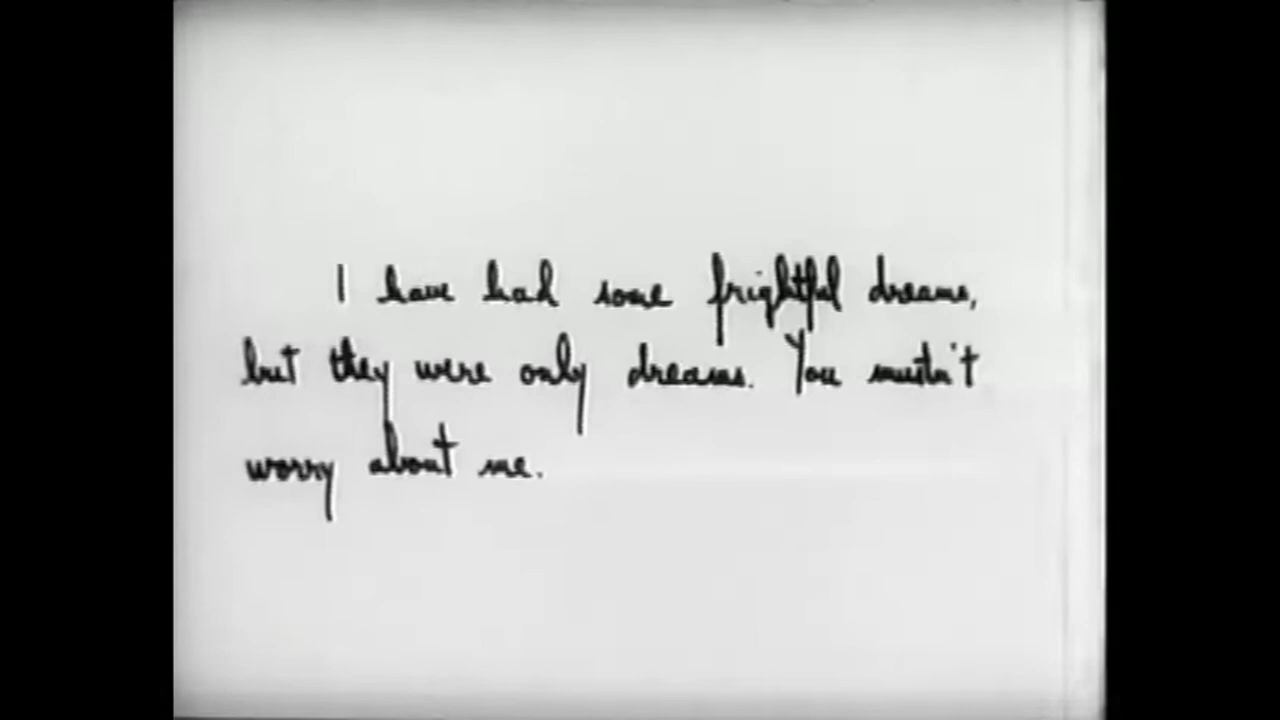 I have had some frightful dreams,
but they were only dreams. You mustn't
worry about me.